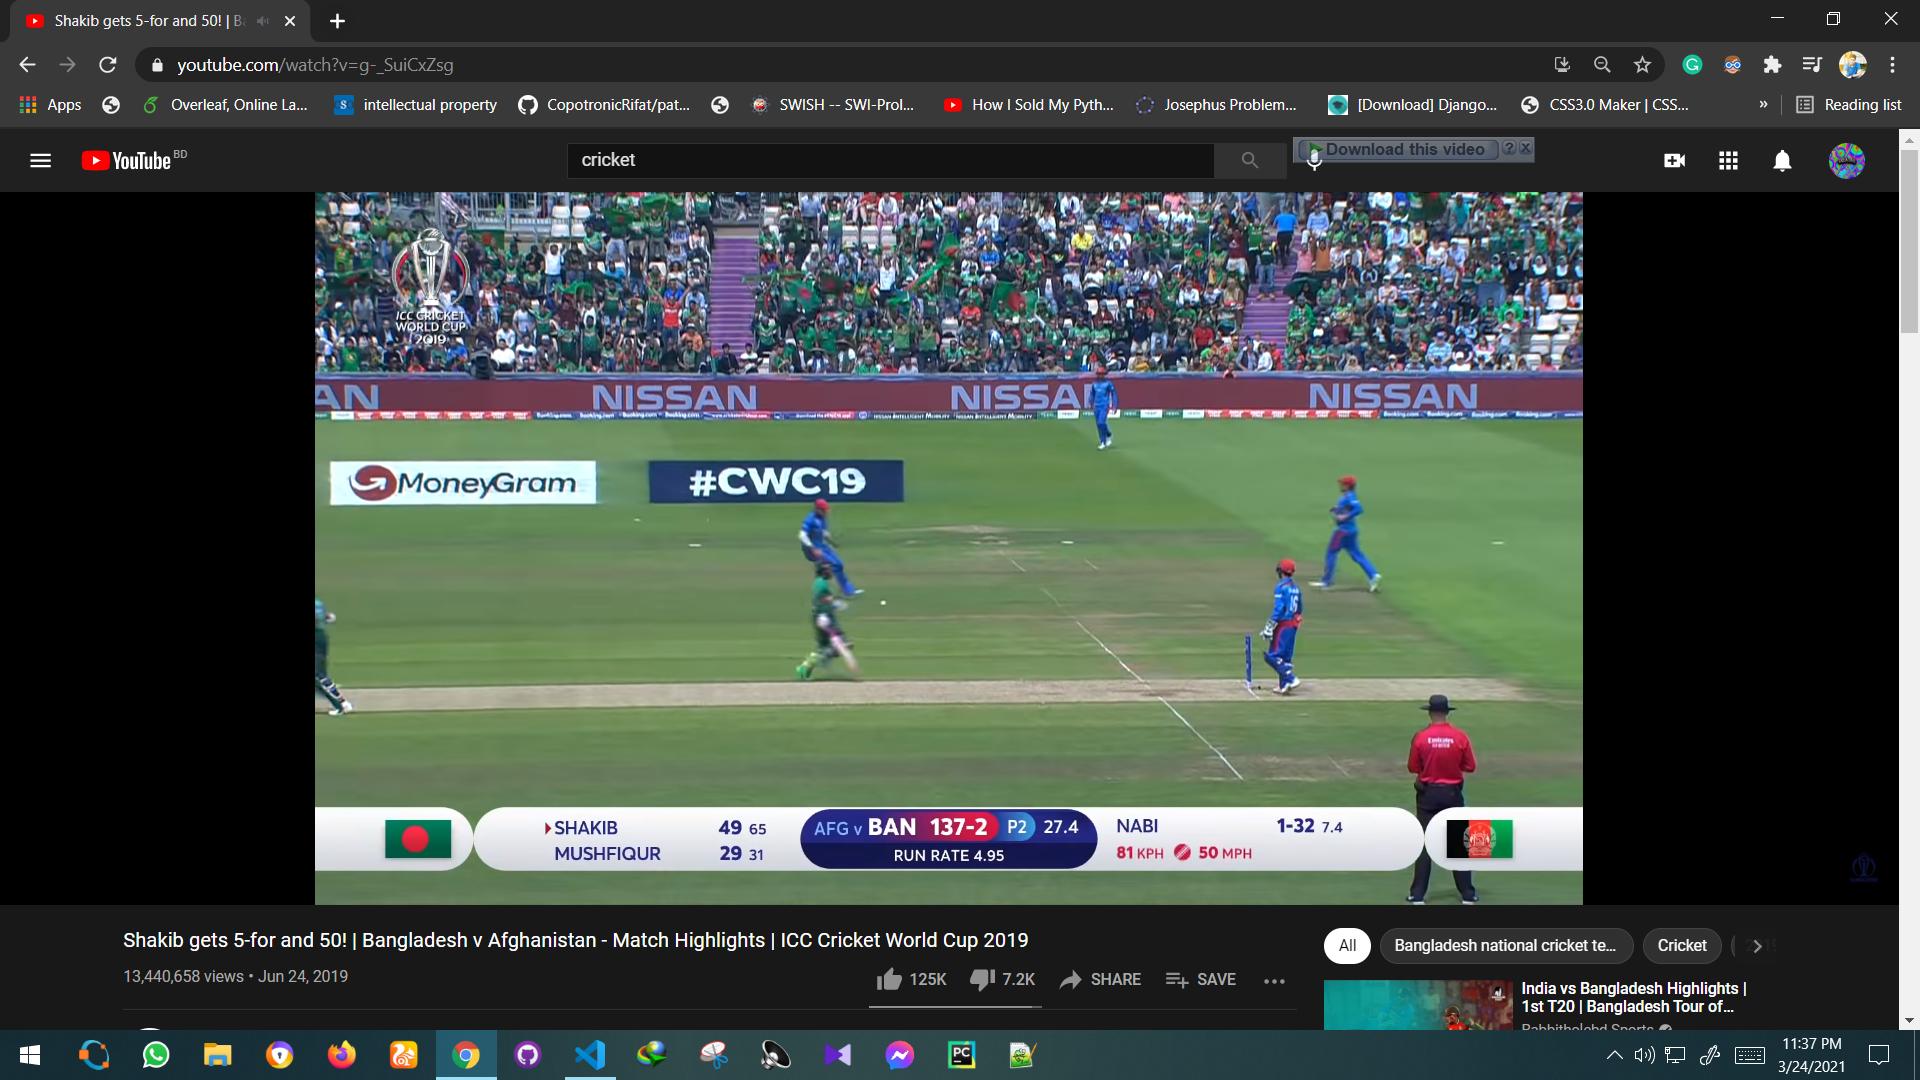 Shakib gets 5-for and 50! | B
youtube.com/watch?v=g-_SuiCxZsg
Apps
Overleaf, Online La...
intellectual property
CopotronicRifat/pat...
SWISH -- SWI-Prol...
How I Sold My Pyth...
Josephus Problem...
[Download] Django...
CSS3.0 Maker | CSS...
»
Reading list
YouTube BD
cricket
Download this video
ICC CRICKET
WORLD CUP
2019
AN NISSAN NISSAN NISSAN
MoneyGram
#CWC19
16
SHAKIB 49 65
MUSHFIQUR 29 31
AFG v BAN 137-2 P2 27.4
RUN RATE 4.95
NABI 1-32 7.4
81 KPH 50 MPH
Shakib gets 5-for and 50! | Bangladesh v Afghanistan - Match Highlights | ICC Cricket World Cup 2019
13,440,658 views • Jun 24, 2019
125K
7.2K
SHARE
SAVE
All
Bangladesh national cricket te...
Cricket
India vs Bangladesh Highlights |
1st T20 | Bangladesh Tour of...
Rabbitholebd Sports
11:37 PM
3/24/2021